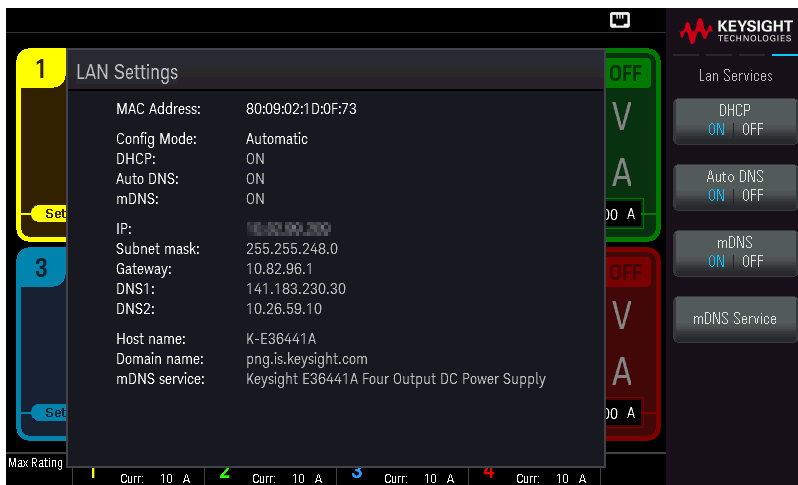 KEYSIGHT
TECHNOLOGIES
Lan Services
1
OFF
LAN Settings
MAC Address: 80:09:02:1D:0F:73
Config Mode: Automatic
DHCP: ON
Auto DNS: ON
mDNS: ON
IP:
Subnet mask: 255.255.248.0
Gateway: 10.82.96.1
DNS1: 141.183.230.30
DNS2: 10.26.59.10
Host name: K-E36441A
Domain name: png.is.keysight.com
mDNS service: Keysight E36441A Four Output DC Power Supply
V
A
Set
00 A
3
OFF
V
A
Set
00 A
DHCP
ON | OFF
Auto DNS
ON | OFF
mDNS
ON | OFF
mDNS Service
Max Rating
1 Curr: 10 A 2 Curr: 10 A 3 Curr: 10 A 4 Curr: 10 A